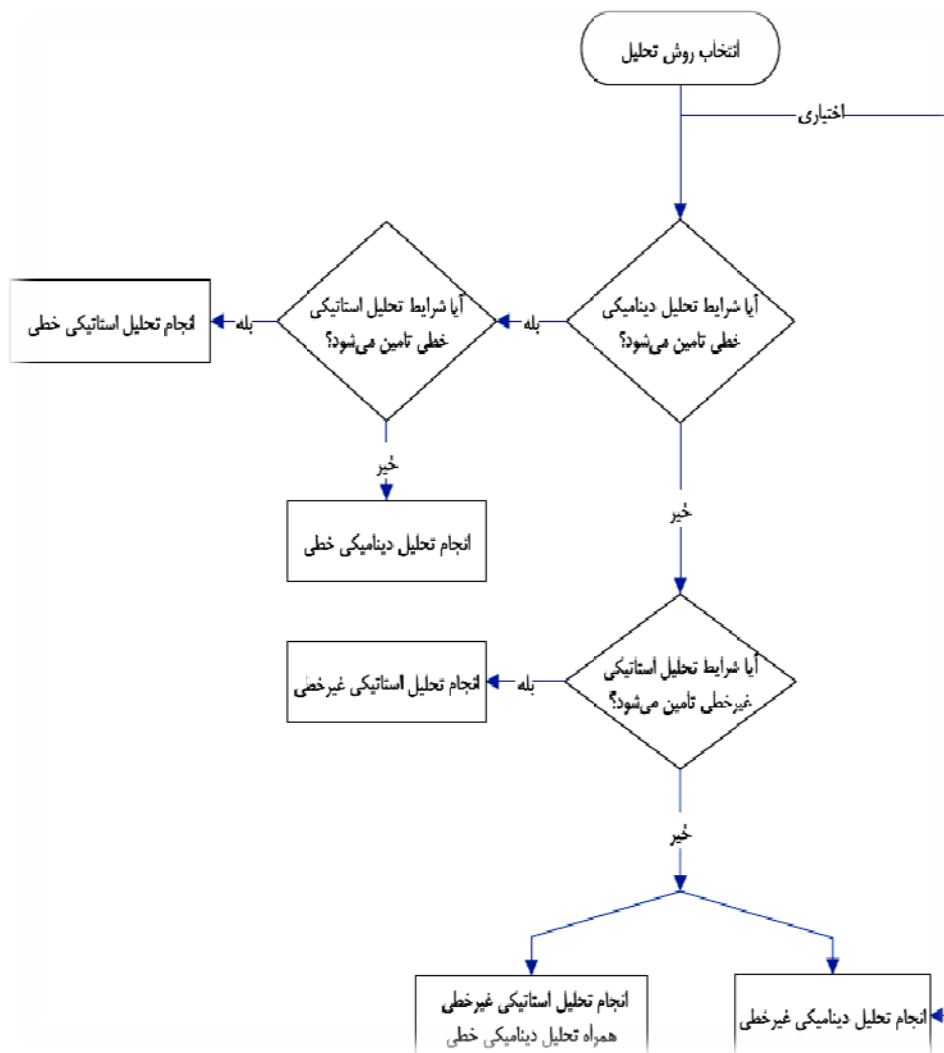 انتخاب روش تحلیل
اختیاری
آیا شرایط تحلیل دینامیکی
خطی تامین می‌شود؟
بله
آیا شرایط تحلیل استاتیکی
خطی تامین می‌شود؟
بله
انجام تحلیل استاتیکی خطی
خیر
انجام تحلیل دینامیکی خطی
خیر
آیا شرایط تحلیل استاتیکی
غیرخطی تامین می‌شود؟
بله
انجام تحلیل استاتیکی غیرخطی
خیر
انجام تحلیل دینامیکی غیرخطی
انجام تحلیل استاتیکی غیرخطی
همراه تحلیل دینامیکی خطی